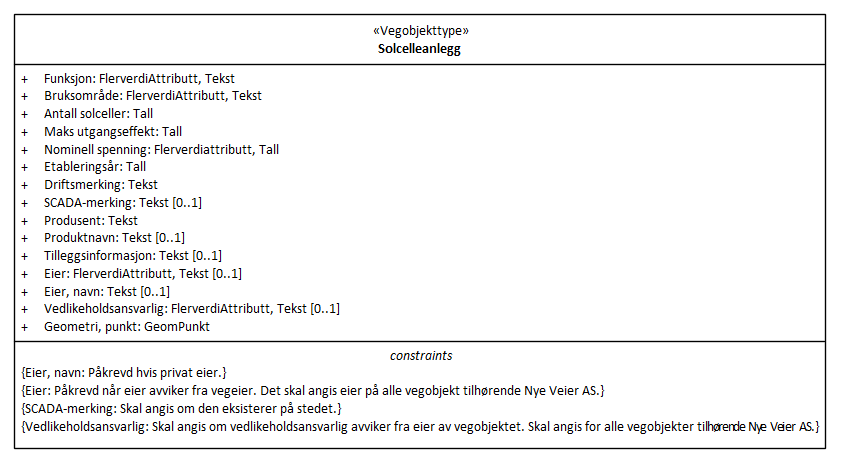 «Vegobjekttype»
Solcelleanlegg
+ Funksjon: FlerverdiAttributt, Tekst
+ Bruksområde: FlerverdiAttributt, Tekst
+ Antall solceller: Tall
+ Maks utgangseffekt: Tall
+ Nominell spenning: Flerverdiattributt, Tall
+ Etableringsår: Tall
+ Driftsmerking: Tekst
+ SCADA-merking: Tekst [0..1]
+ Produsent: Tekst
+ Produktnavn: Tekst [0..1]
+ Tilleggsinformasjon: Tekst [0..1]
+ Eier: FlerverdiAttributt, Tekst [0..1]
+ Eier, navn: Tekst [0..1]
+ Vedlikeholdsansvarlig: FlerverdiAttributt, Tekst [0..1]
+ Geometri, punkt: GeomPunkt
constraints
{Eier, navn: Påkrevd hvis privat eier.}
{Eier: Påkrevd når eier avviker fra vegeier. Det skal angis eier på alle vegobjekt tilhørende Nye Veier AS.}
{SCADA-merking: Skal angis om den eksisterer på stedet.}
{Vedlikeholdsansvarlig: Skal angis om vedlikeholdsansvarlig avviker fra eier av vegobjektet. Skal angis for alle vegobjekter tilhørende Nye Veier AS.}